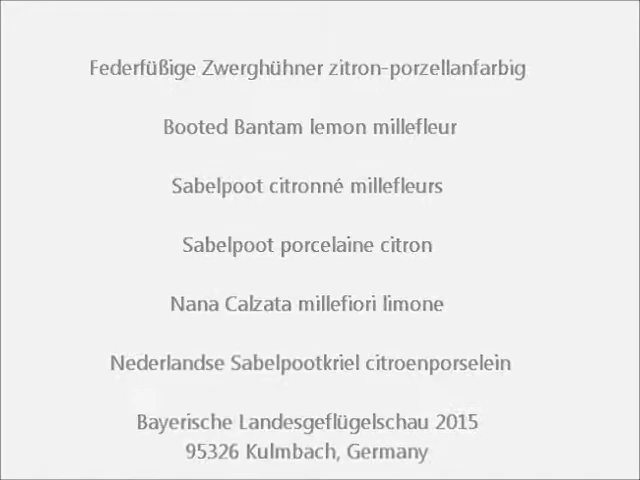 Federfüßige Zwerghühner zitron-porzellanfarbig
Booted Bantam lemon millefleur
Sabelpoot citronné millefleurs
Sabelpoot porcelaine citron
Nana Calzata millefiori limone
Nederlandse Sabelpootkriel citroenporselein
Bayerische Landesgeflügelschau 2015
95326 Kulmbach, Germany